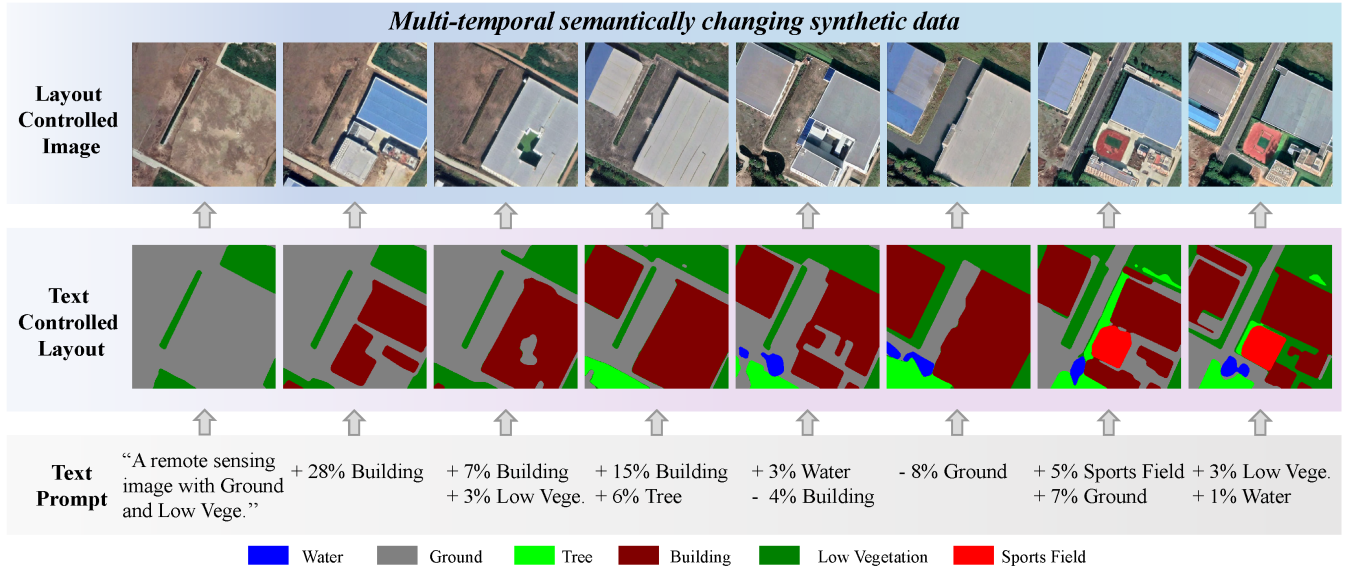 Multi-temporal semantically changing synthetic data
Layout
Controlled
Image
Text
Controlled
Layout
Text
Prompt
“A remote sensing
image with Ground
and Low Vege.”
+ 28% Building
+ 7% Building
+ 3% Low Vege.
+ 15% Building
+ 6% Tree
+ 3% Water
- 4% Building
- 8% Ground
+ 5% Sports Field
+ 7% Ground
+ 3% Low Vege.
+ 1% Water
Water
Ground
Tree
Building
Low Vegetation
Sports Field